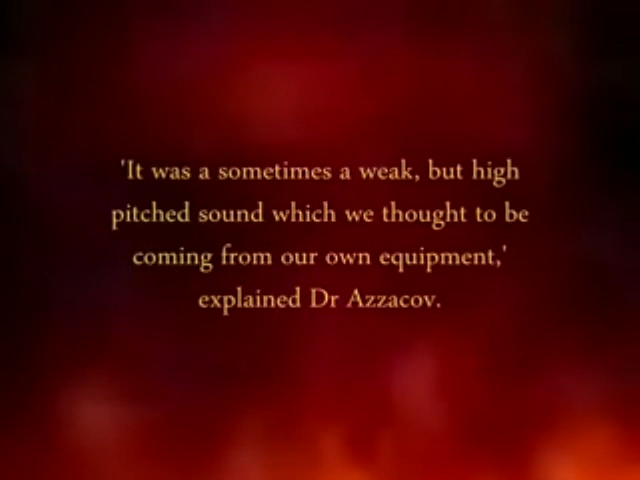 'It was a sometimes a weak, but high
pitched sound which we thought to be
coming from our own equipment,'
explained Dr Azzacov.